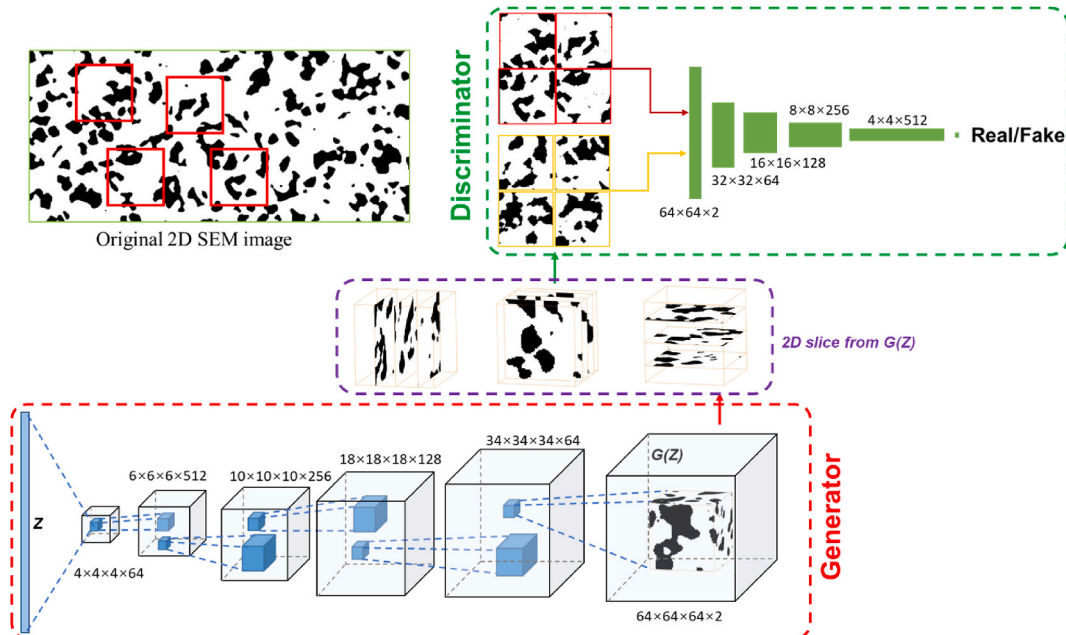 Original 2D SEM image
Discriminator
64×64×2
32×32×64
16×16×128
8×8×256
4×4×512
Real/Fake
2D slice from G(Z)
Z
4×4×4×64
6×6×6×512
10×10×10×256
18×18×18×128
34×34×34×64
G(Z)
64×64×64×2
Generator